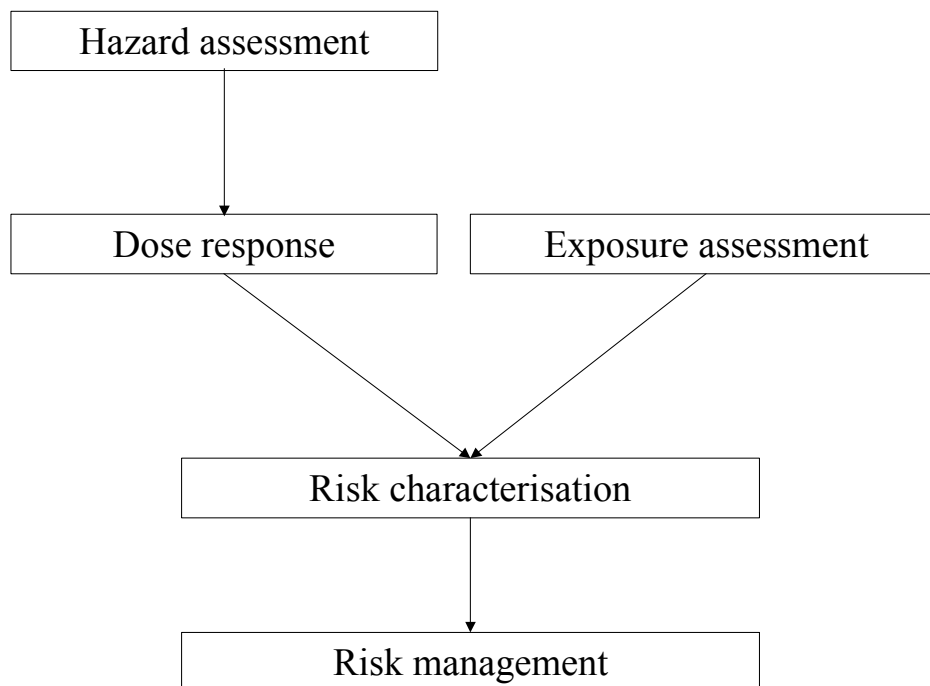 Hazard assessment
Dose response
Exposure assessment
Risk characterisation
Risk management